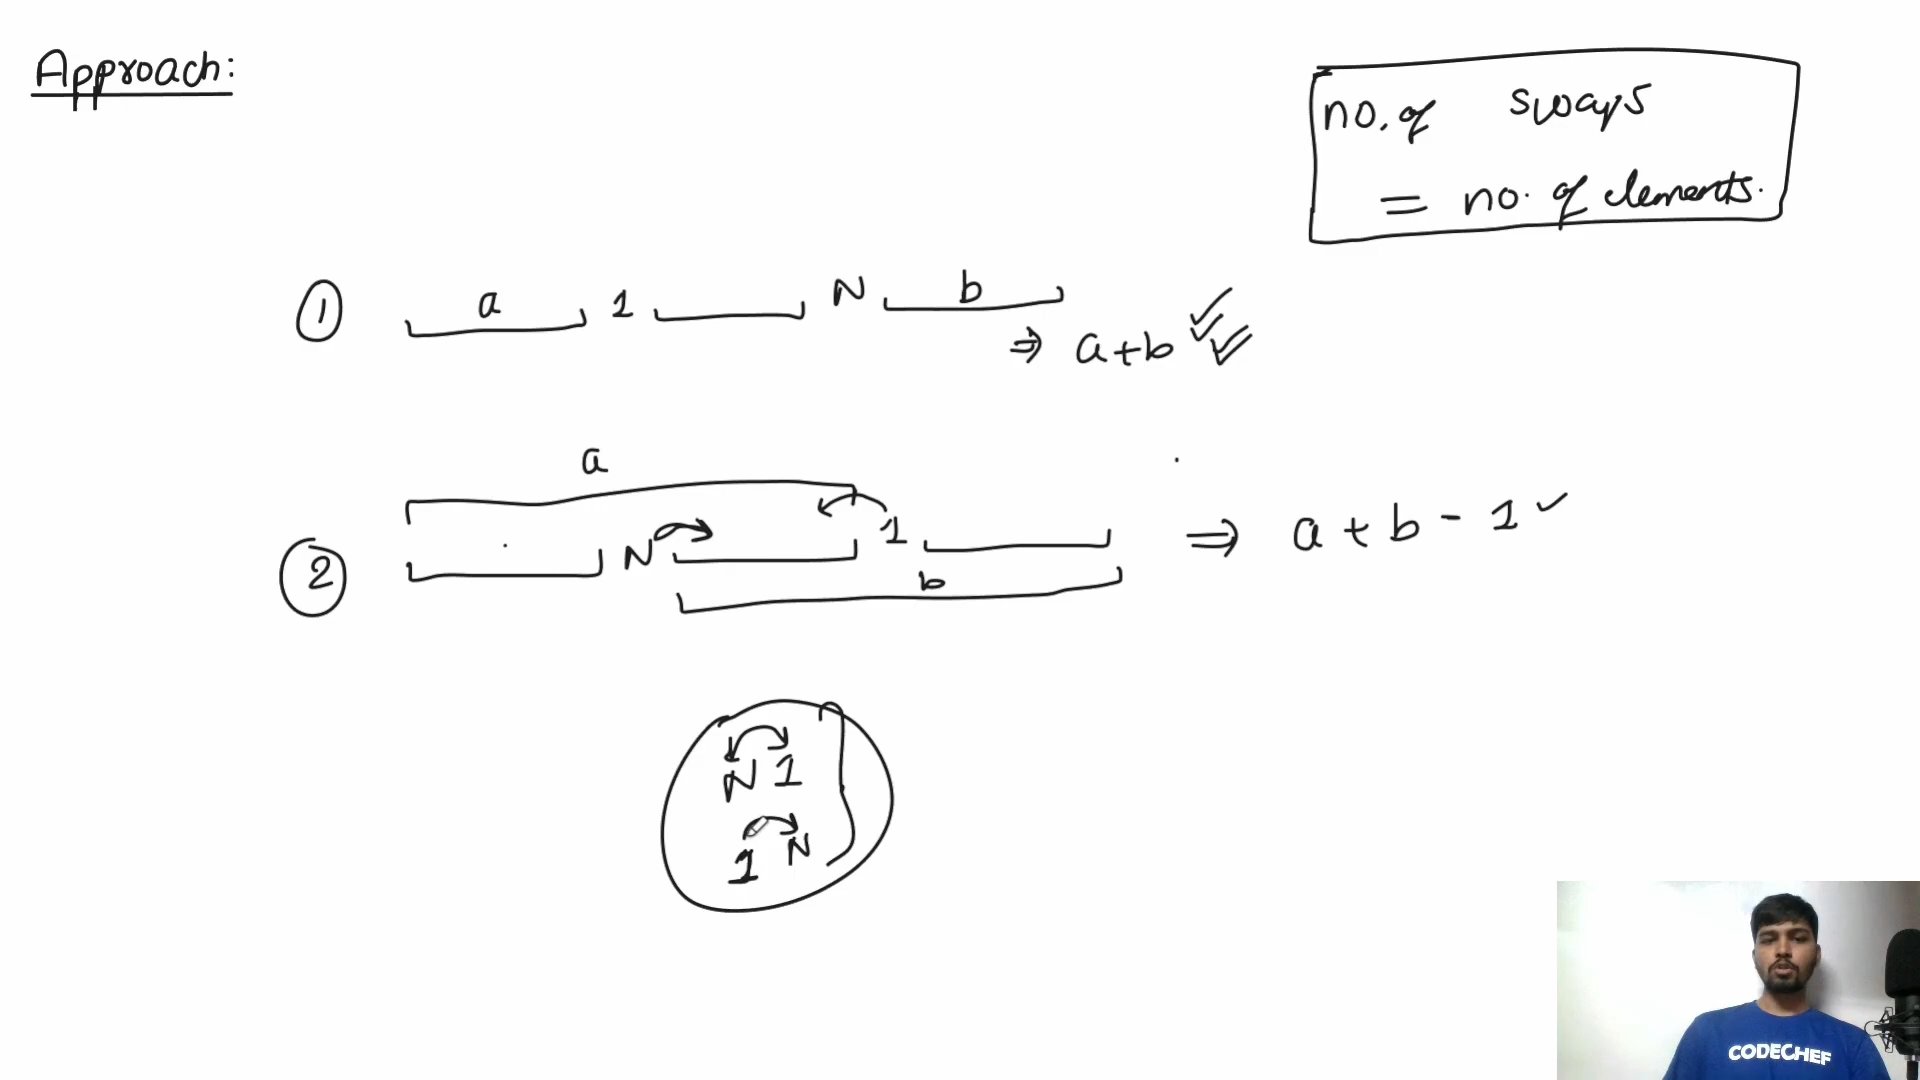 Approach:
no. of swaps
= no. of elements.
1 a 1 N b
⇒ a+b
a
2 N 1 ⇒ a + b - 1
b
N 1
1 N
CODECHEF